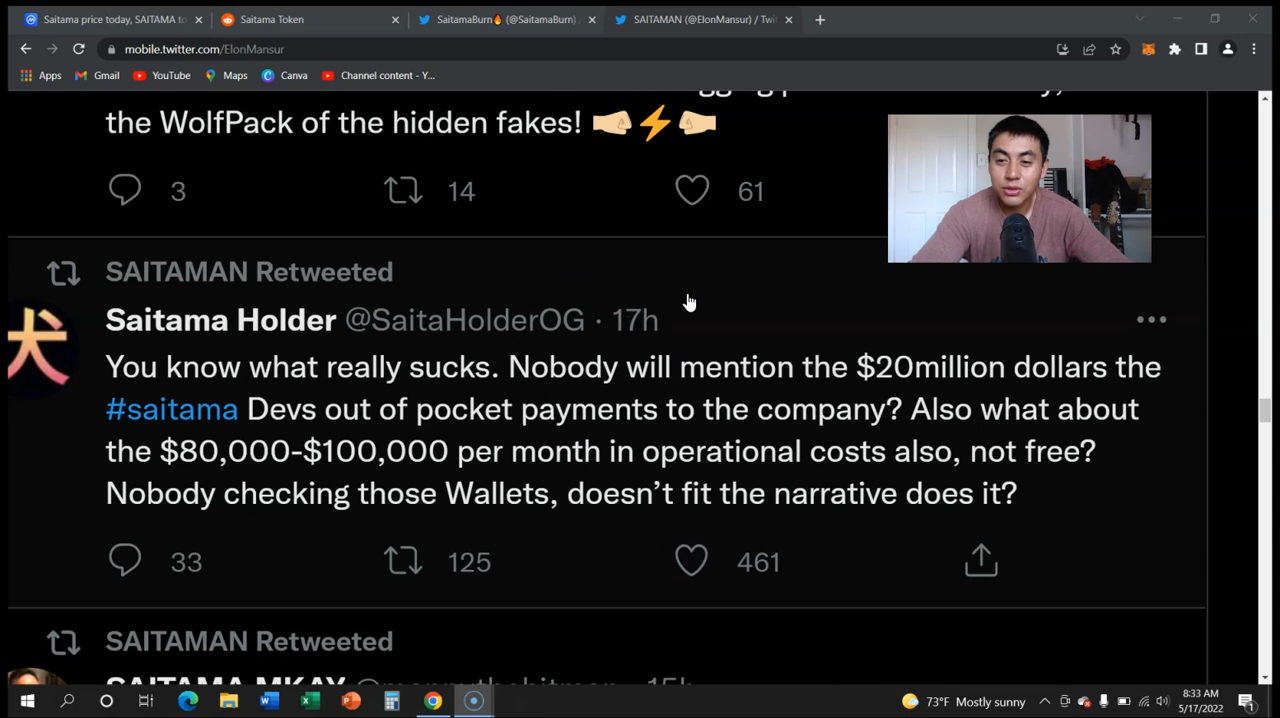 Saitama price today, SAITAMA to
Saitama Token
SaitamaBurn🔥 (@SaitamaBurn)
SAITAMAN (@ElonMansur) / Twi
mobile.twitter.com/ElonMansur
Apps
Gmail
YouTube
Maps
Canva
Channel content - Y...
the WolfPack of the hidden fakes! 🤜⚡🤛
3
14
61
SAITAMAN Retweeted
Saitama Holder @SaitaHolderOG · 17h
You know what really sucks. Nobody will mention the $20million dollars the
#saitama Devs out of pocket payments to the company? Also what about
the $80,000-$100,000 per month in operational costs also, not free?
Nobody checking those Wallets, doesn't fit the narrative does it?
33
125
461
SAITAMAN Retweeted
SAITAMA MKAY
73°F Mostly sunny
8:33 AM
5/17/2022